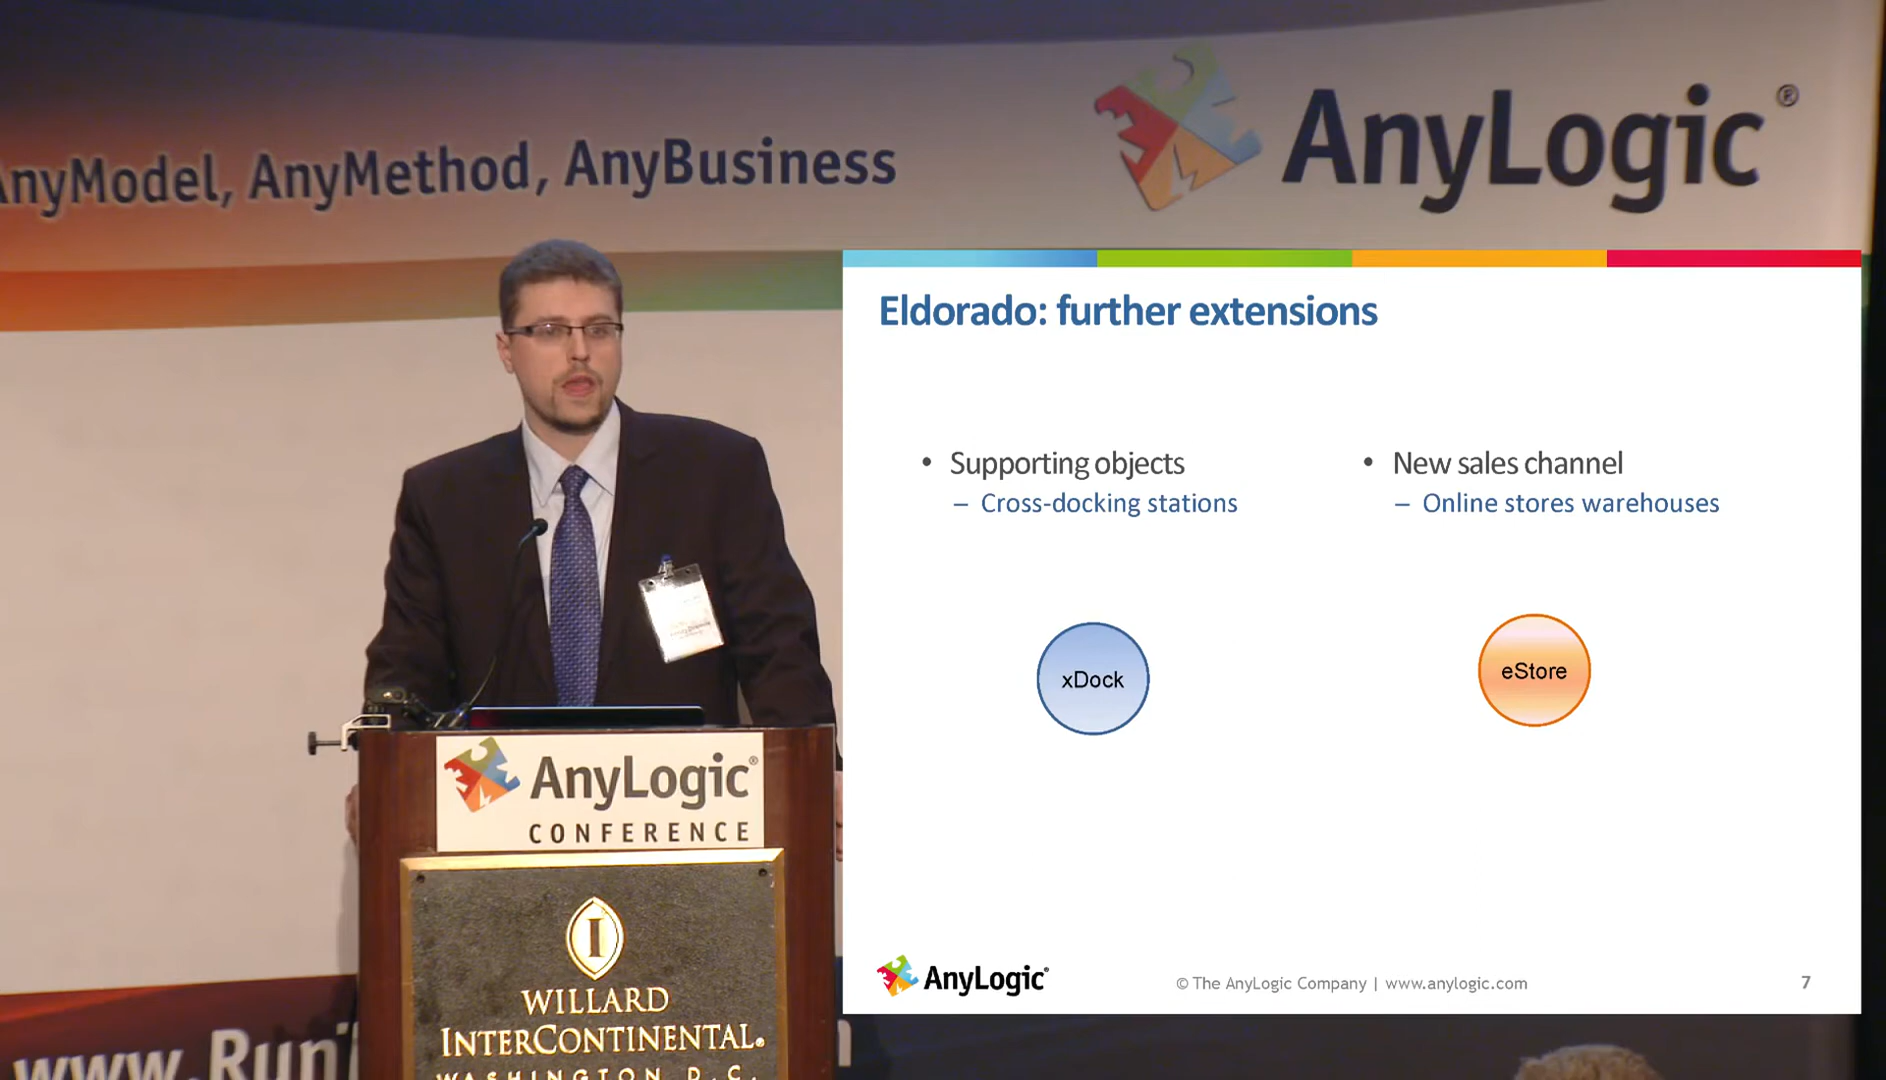 AnyModel, AnyMethod, AnyBusiness
AnyLogic®
Eldorado: further extensions
• Supporting objects
– Cross-docking stations
• New sales channel
– Online stores warehouses
xDock
eStore
AnyLogic®
© The AnyLogic Company | www.anylogic.com
7
AnyLogic®
CONFERENCE
I
WILLARD
INTERCONTINENTAL®
WASHINGTON D.C.